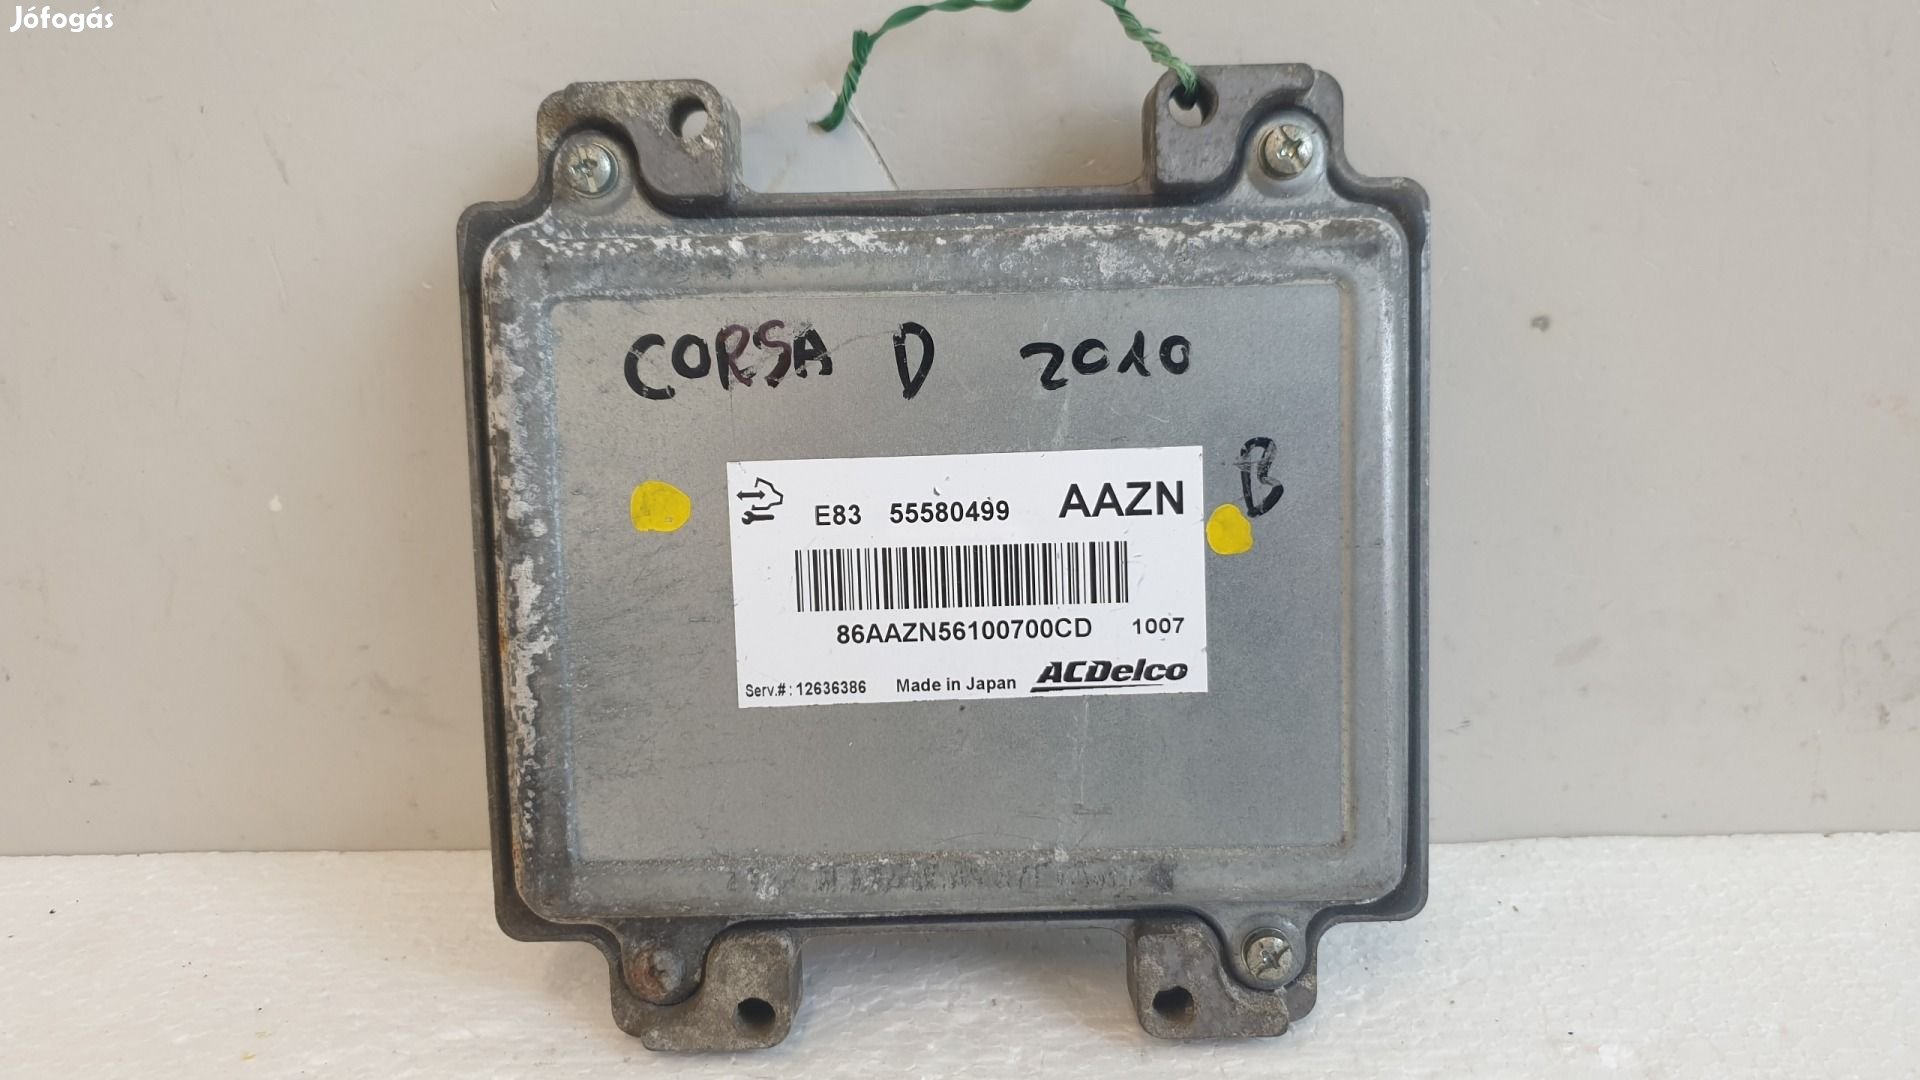 Jófogás
CORSA D 2010
B
E83 55580499 AAZN
86AAZN56100700CD 1007
Serv.#: 12636386 Made in Japan ACDelco